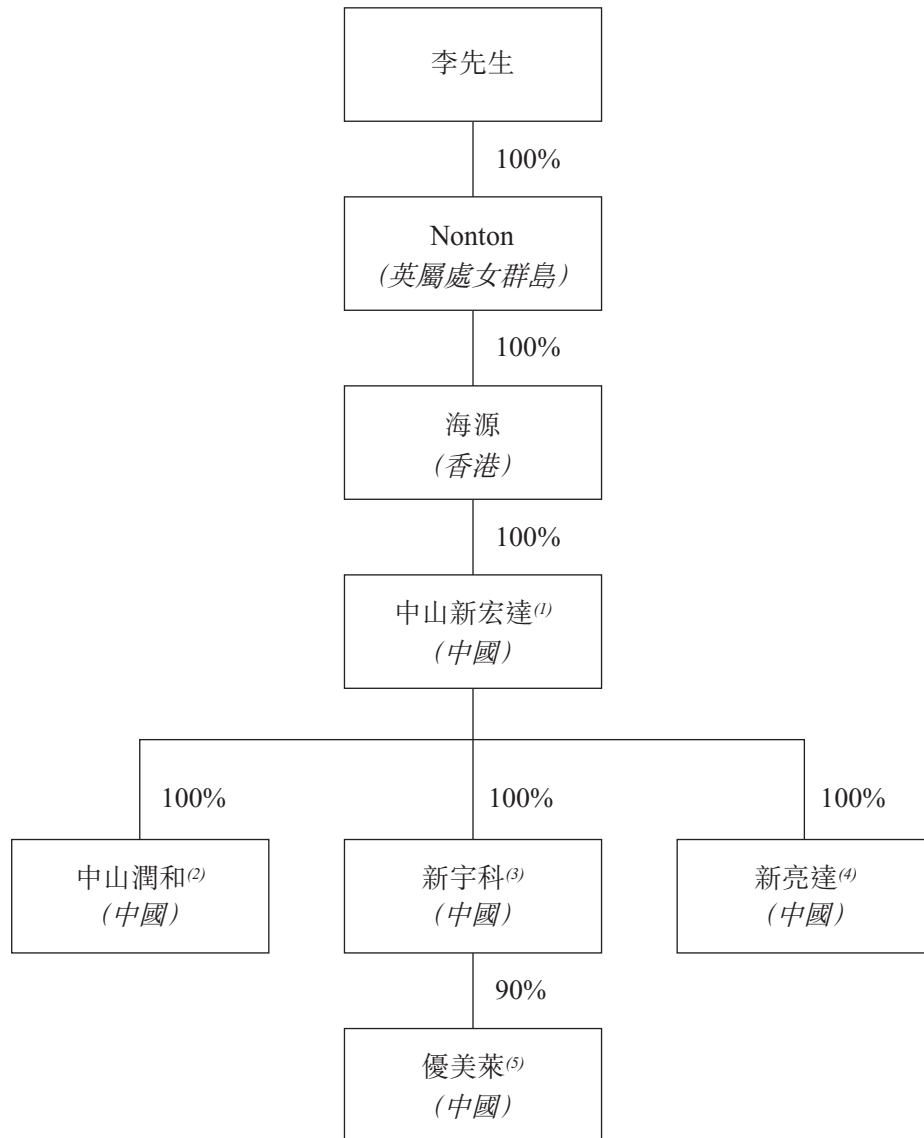 李先生
100%
Nonton
(英屬處女群島)
100%
海源
(香港)
100%
中山新宏達(1)
(中國)
100%
100%
100%
中山潤和(2)
(中國)
新宇科(3)
(中國)
新亮達(4)
(中國)
90%
優美萊(5)
(中國)